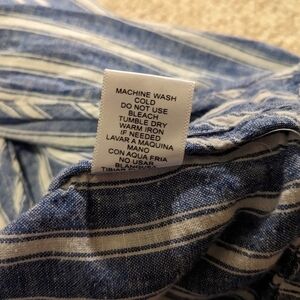 MACHINE WASH
COLD
DO NOT USE
BLEACH
TUMBLE DRY
WARM IRON
IF NEEDED
LAVAR A MAQUINA
MANO
CON AQUA FRIA
NO USAR